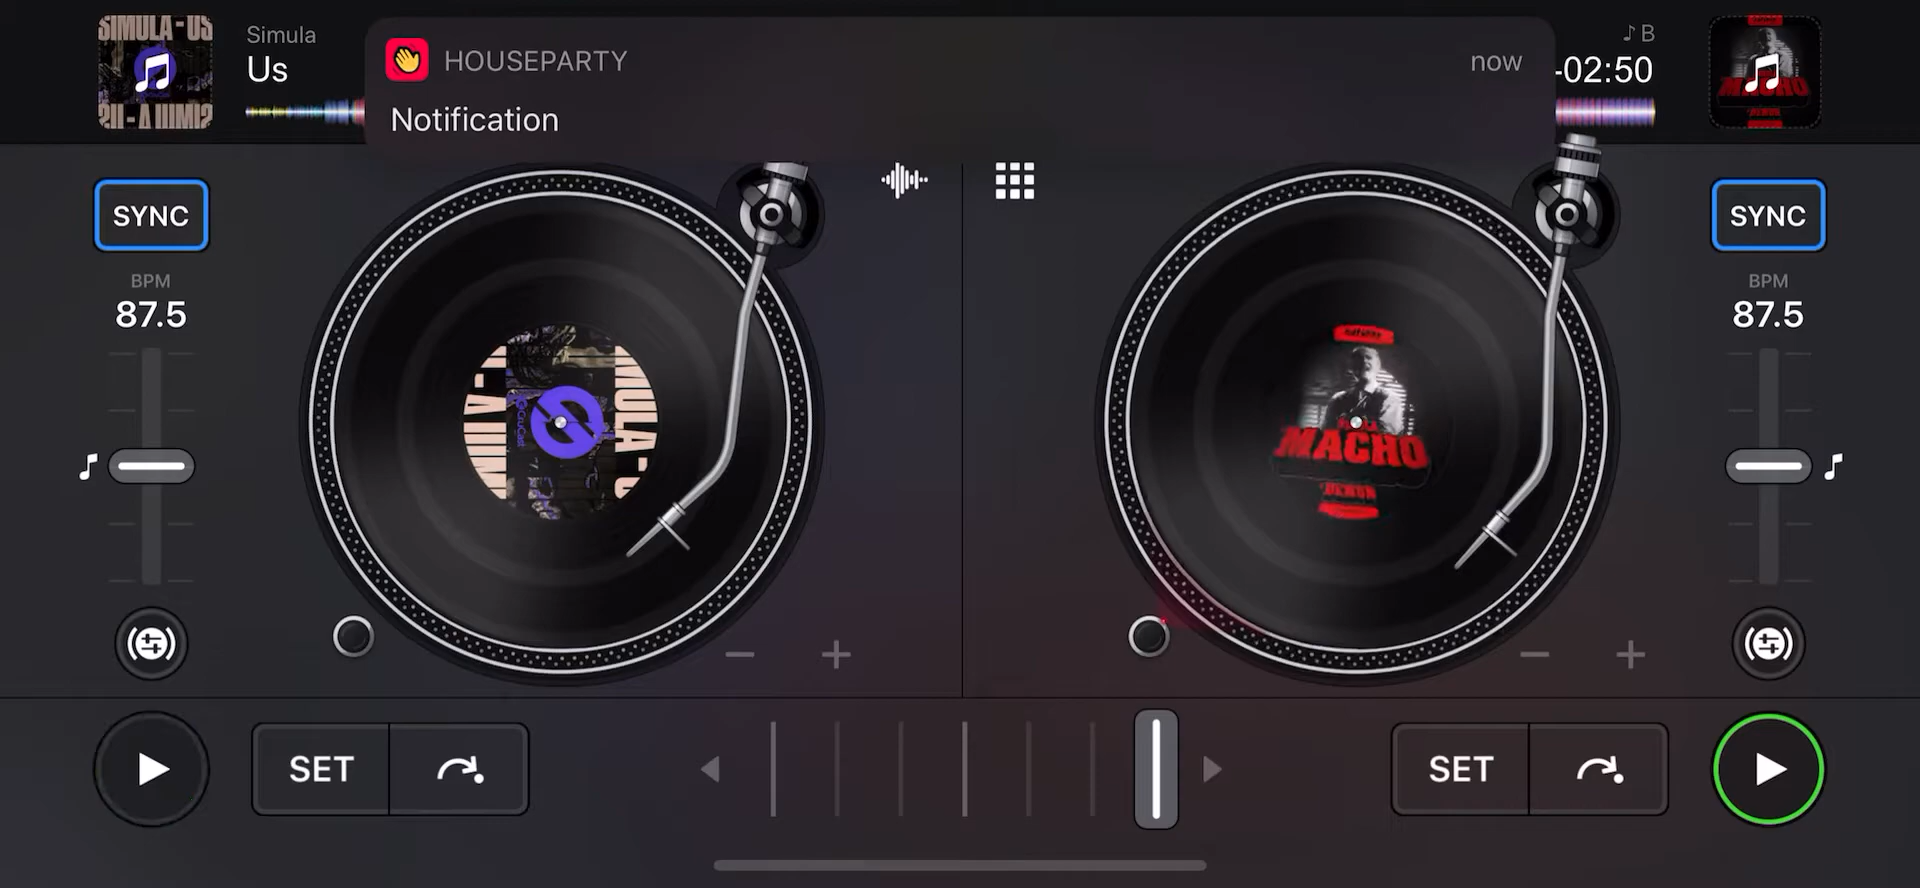 SIMULA - US
Simula
Us
HOUSEPARTY
now
Notification
♪ B
-02:50
MACHO
SYNC
SYNC
BPM
87.5
BPM
87.5
MACHO
SET
SET